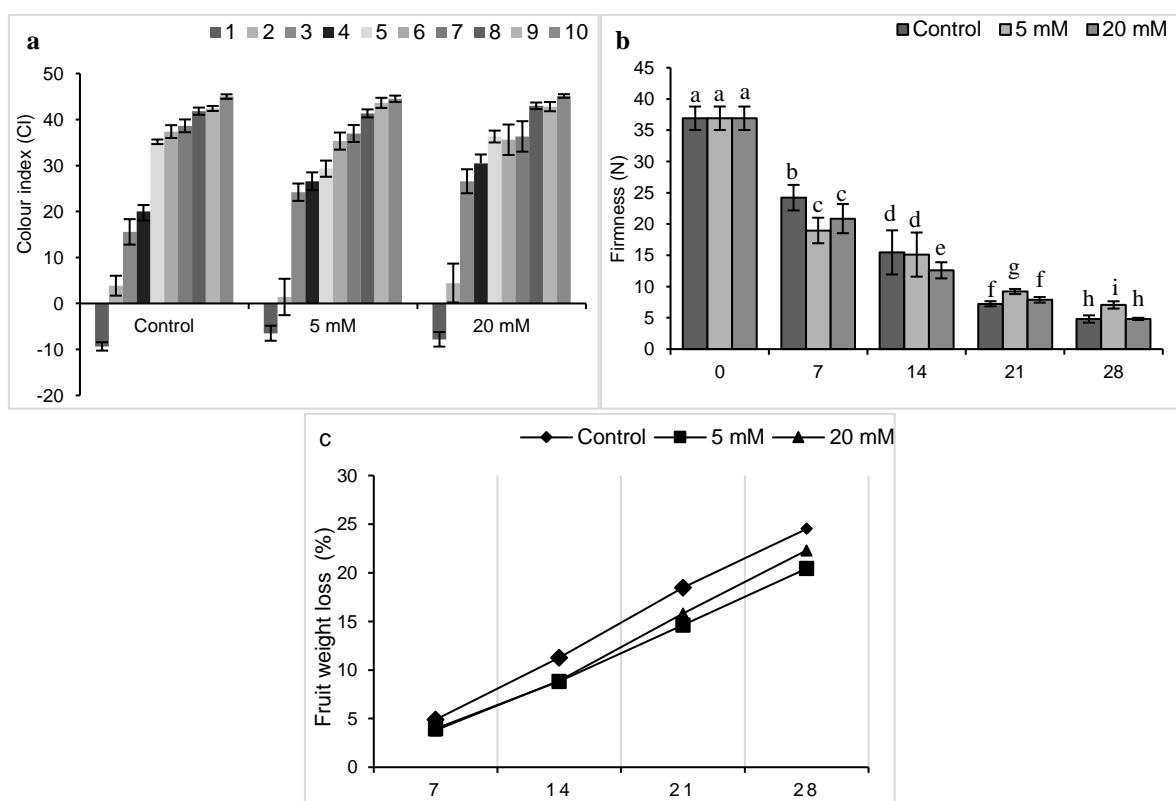 a
1 2 3 4 5 6 7 8 9 10
Colour index (CI)
50
40
30
20
10
0
-10
-20
Control 5 mM 20 mM
b
Control 5 mM 20 mM
Firmness (N)
45
40
35
30
25
20
15
10
5
0
a a a
b c c
d d e
f g f
h i h
0 7 14 21 28
c
Control 5 mM 20 mM
Fruit weight loss (%)
30
25
20
15
10
5
0
7 14 21 28